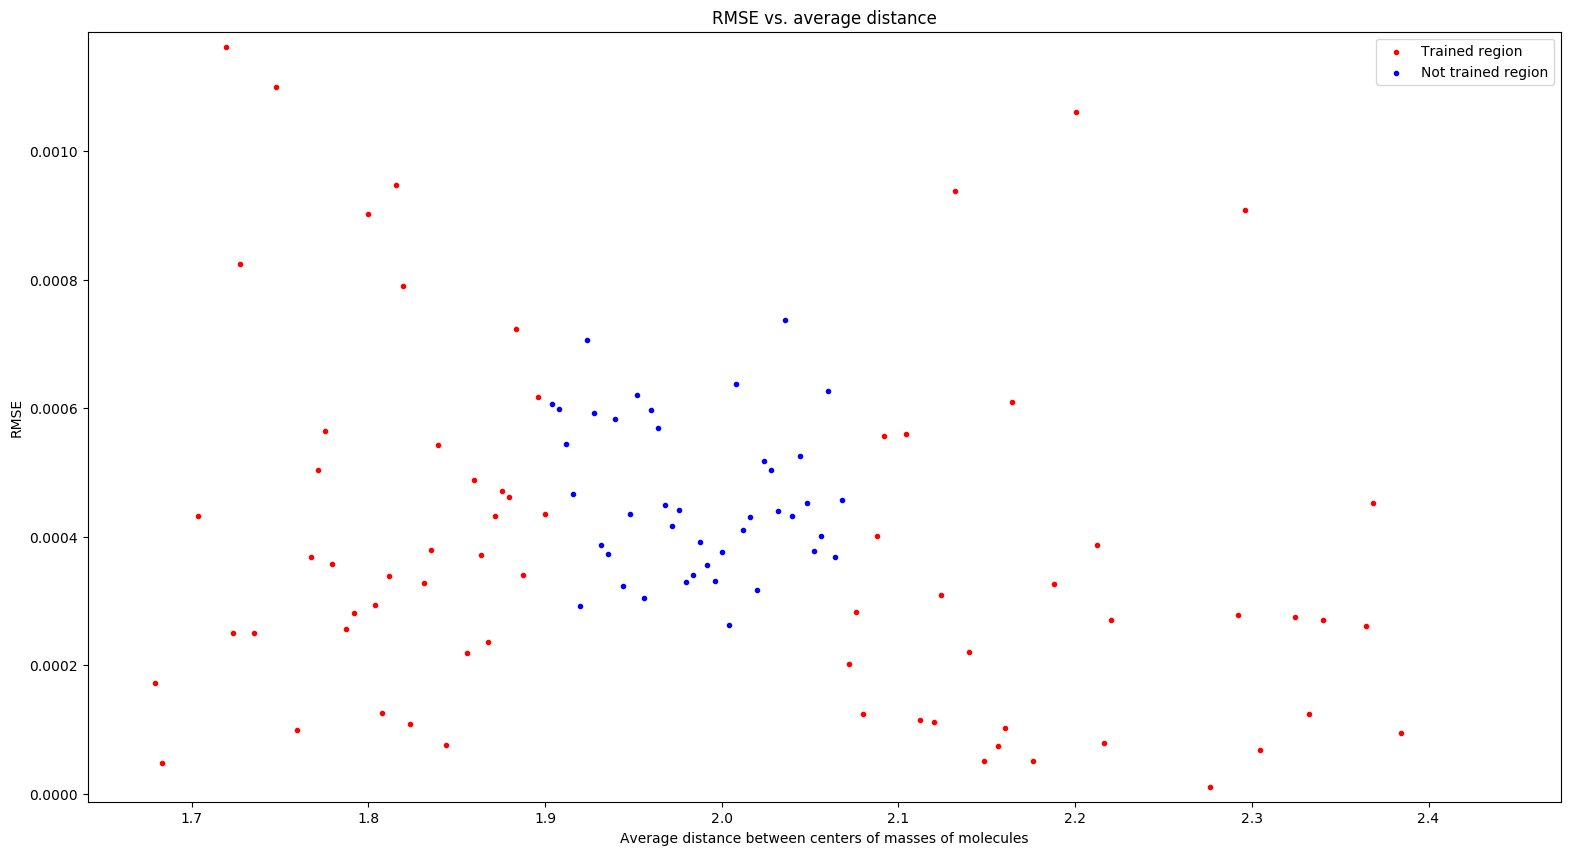 RMSE vs. average distance
Trained region
Not trained region
0.0010
0.0008
0.0006
0.0004
0.0002
0.0000
RMSE
1.7 1.8 1.9 2.0 2.1 2.2 2.3 2.4
Average distance between centers of masses of molecules